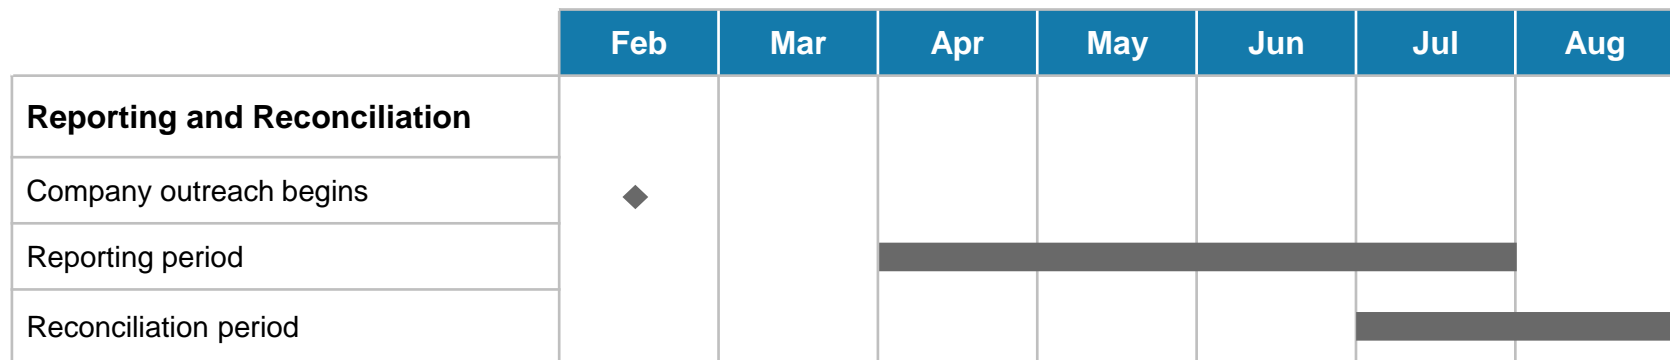 Feb Mar Apr May Jun Jul Aug
Reporting and Reconciliation
Company outreach begins
Reporting period
Reconciliation period